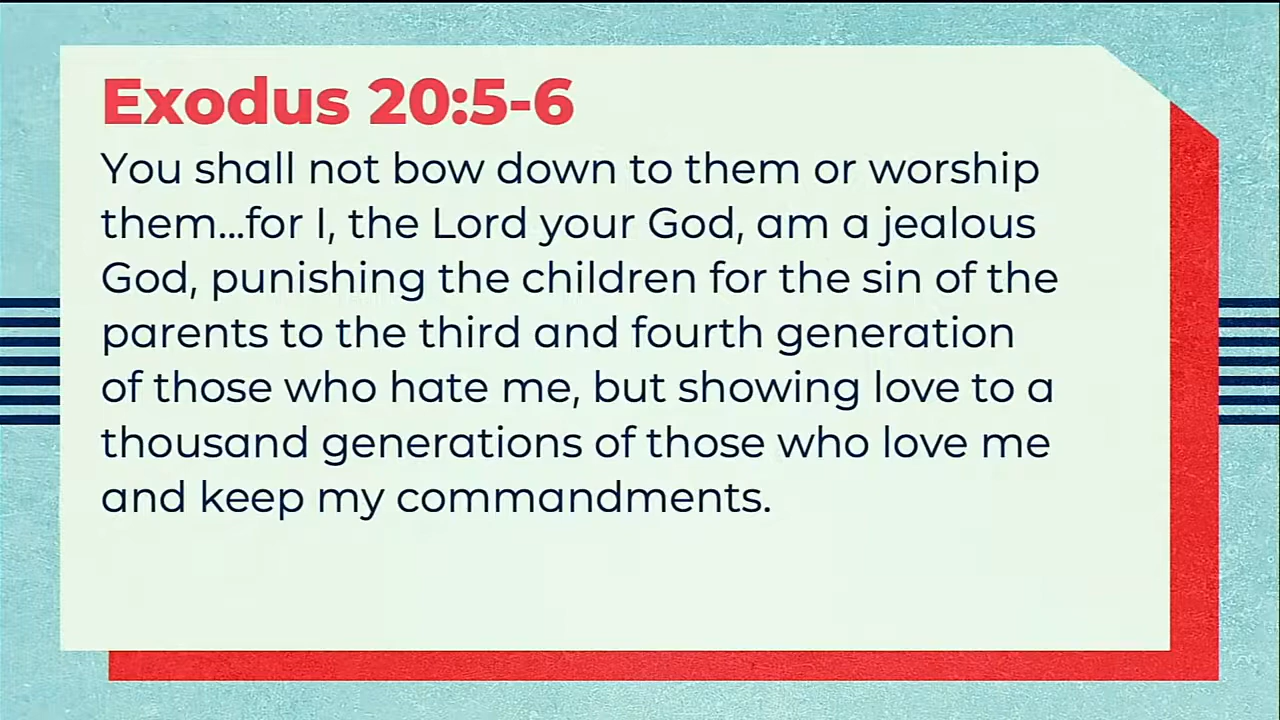 Exodus 20:5-6
You shall not bow down to them or worship
them...for I, the Lord your God, am a jealous
God, punishing the children for the sin of the
parents to the third and fourth generation
of those who hate me, but showing love to a
thousand generations of those who love me
and keep my commandments.